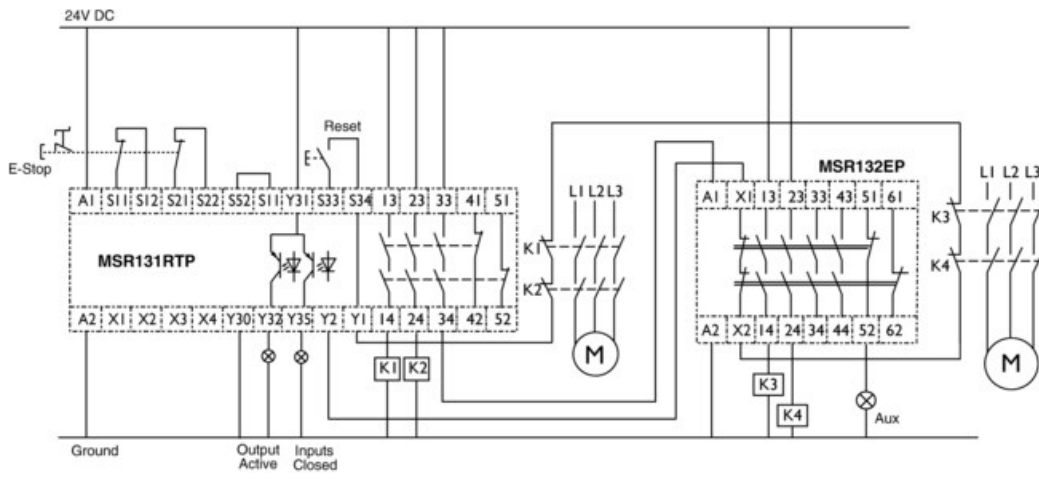 24V DC
E-Stop
Reset
A1 S11 S12 S21 S22 S52 S11 Y31 S33 S34 13 23 33 41 51
MSR131RTP
A2 X1 X2 X3 X4 Y30 Y32 Y35 Y2 Y1 14 24 34 42 52
K1 K2
Ground
Output
Active
Inputs
Closed
L1 L2 L3
K1
K2
M
MSR132EP
A1 X1 13 23 33 43 51 61
A2 X2 14 24 34 44 52 62
K3
K4
Aux
L1 L2 L3
K3
K4
M